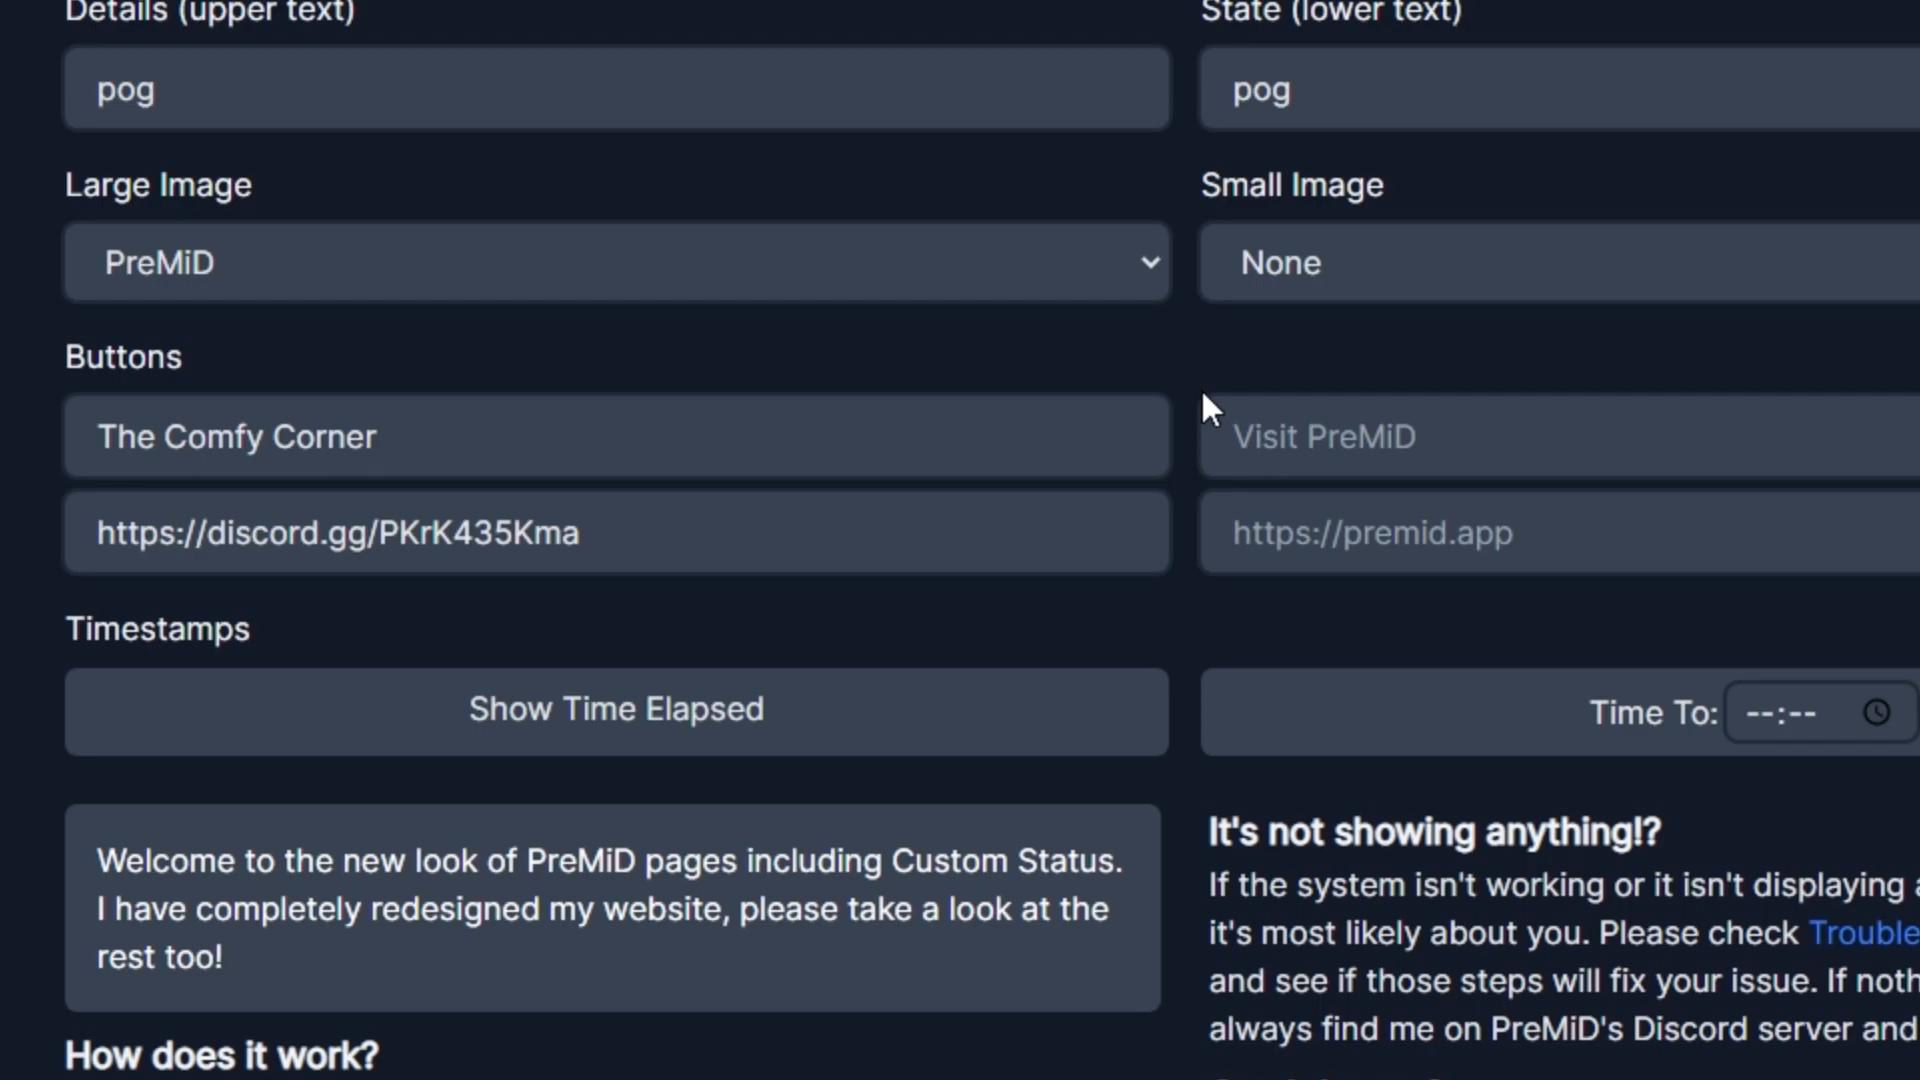 Details (upper text)
State (lower text)
pog
pog
Large Image
Small Image
PreMiD
None
Buttons
The Comfy Corner
Visit PreMiD
https://discord.gg/PKrK435Kma
https://premid.app
Timestamps
Show Time Elapsed
Time To: --:--
Welcome to the new look of PreMiD pages including Custom Status.
I have completely redesigned my website, please take a look at the
rest too!
How does it work?
It's not showing anything!?
If the system isn't working or it isn't displaying a
it's most likely about you. Please check Trouble
and see if those steps will fix your issue. If noth
always find me on PreMiD's Discord server and